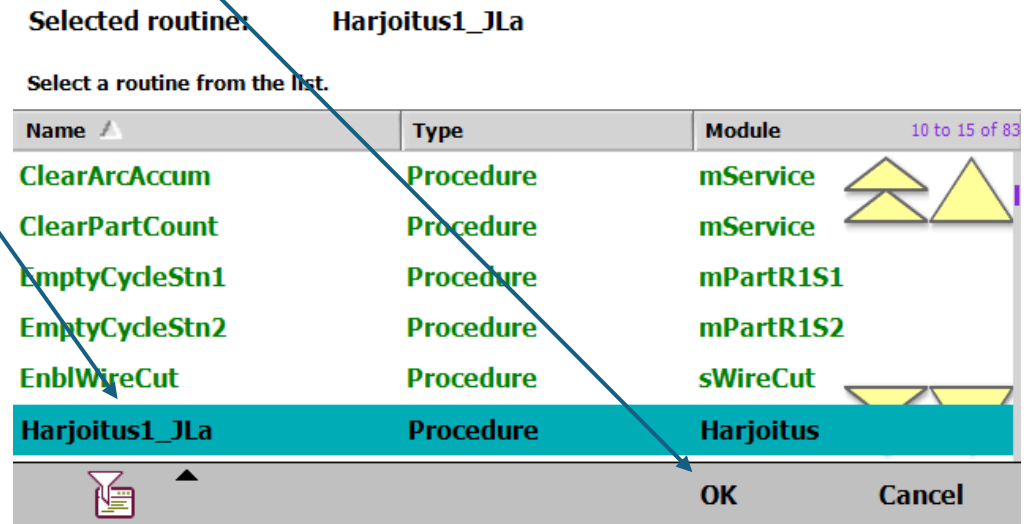 Selected routine: Harjoitus1_JLa
Select a routine from the list.
Name Type Module 10 to 15 of 83
ClearArcAccum Procedure mService
ClearPartCount Procedure mService
EmptyCycleStn1 Procedure mPartR1S1
EmptyCycleStn2 Procedure mPartR1S2
EnblWireCut Procedure sWireCut
Harjoitus1_JLa Procedure Harjoitus
OK Cancel